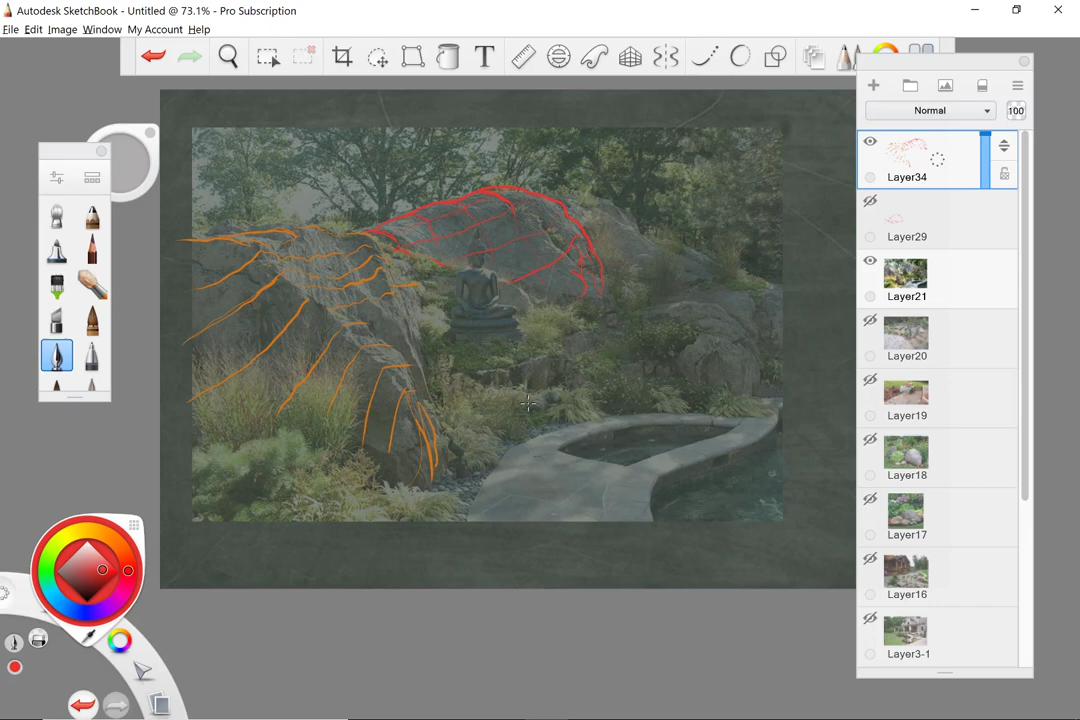 Autodesk SketchBook - Untitled @ 73.1% - Pro Subscription
File Edit Image Window My Account Help
T
Normal 100
Layer34
Layer29
Layer21
Layer20
Layer19
Layer18
Layer17
Layer16
Layer3-1